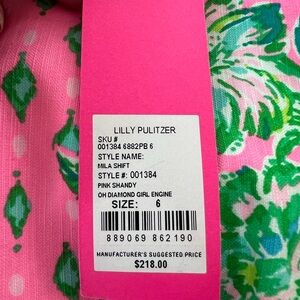 LILLY PULITZER
SKU #
001384 6882PB 6
STYLE NAME:
MILA SHIFT
STYLE #: 001384
PINK SHANDY
OH DIAMOND GIRL ENGINE
SIZE: 6
889069 862190
MANUFACTURER'S SUGGESTED PRICE
$218.00